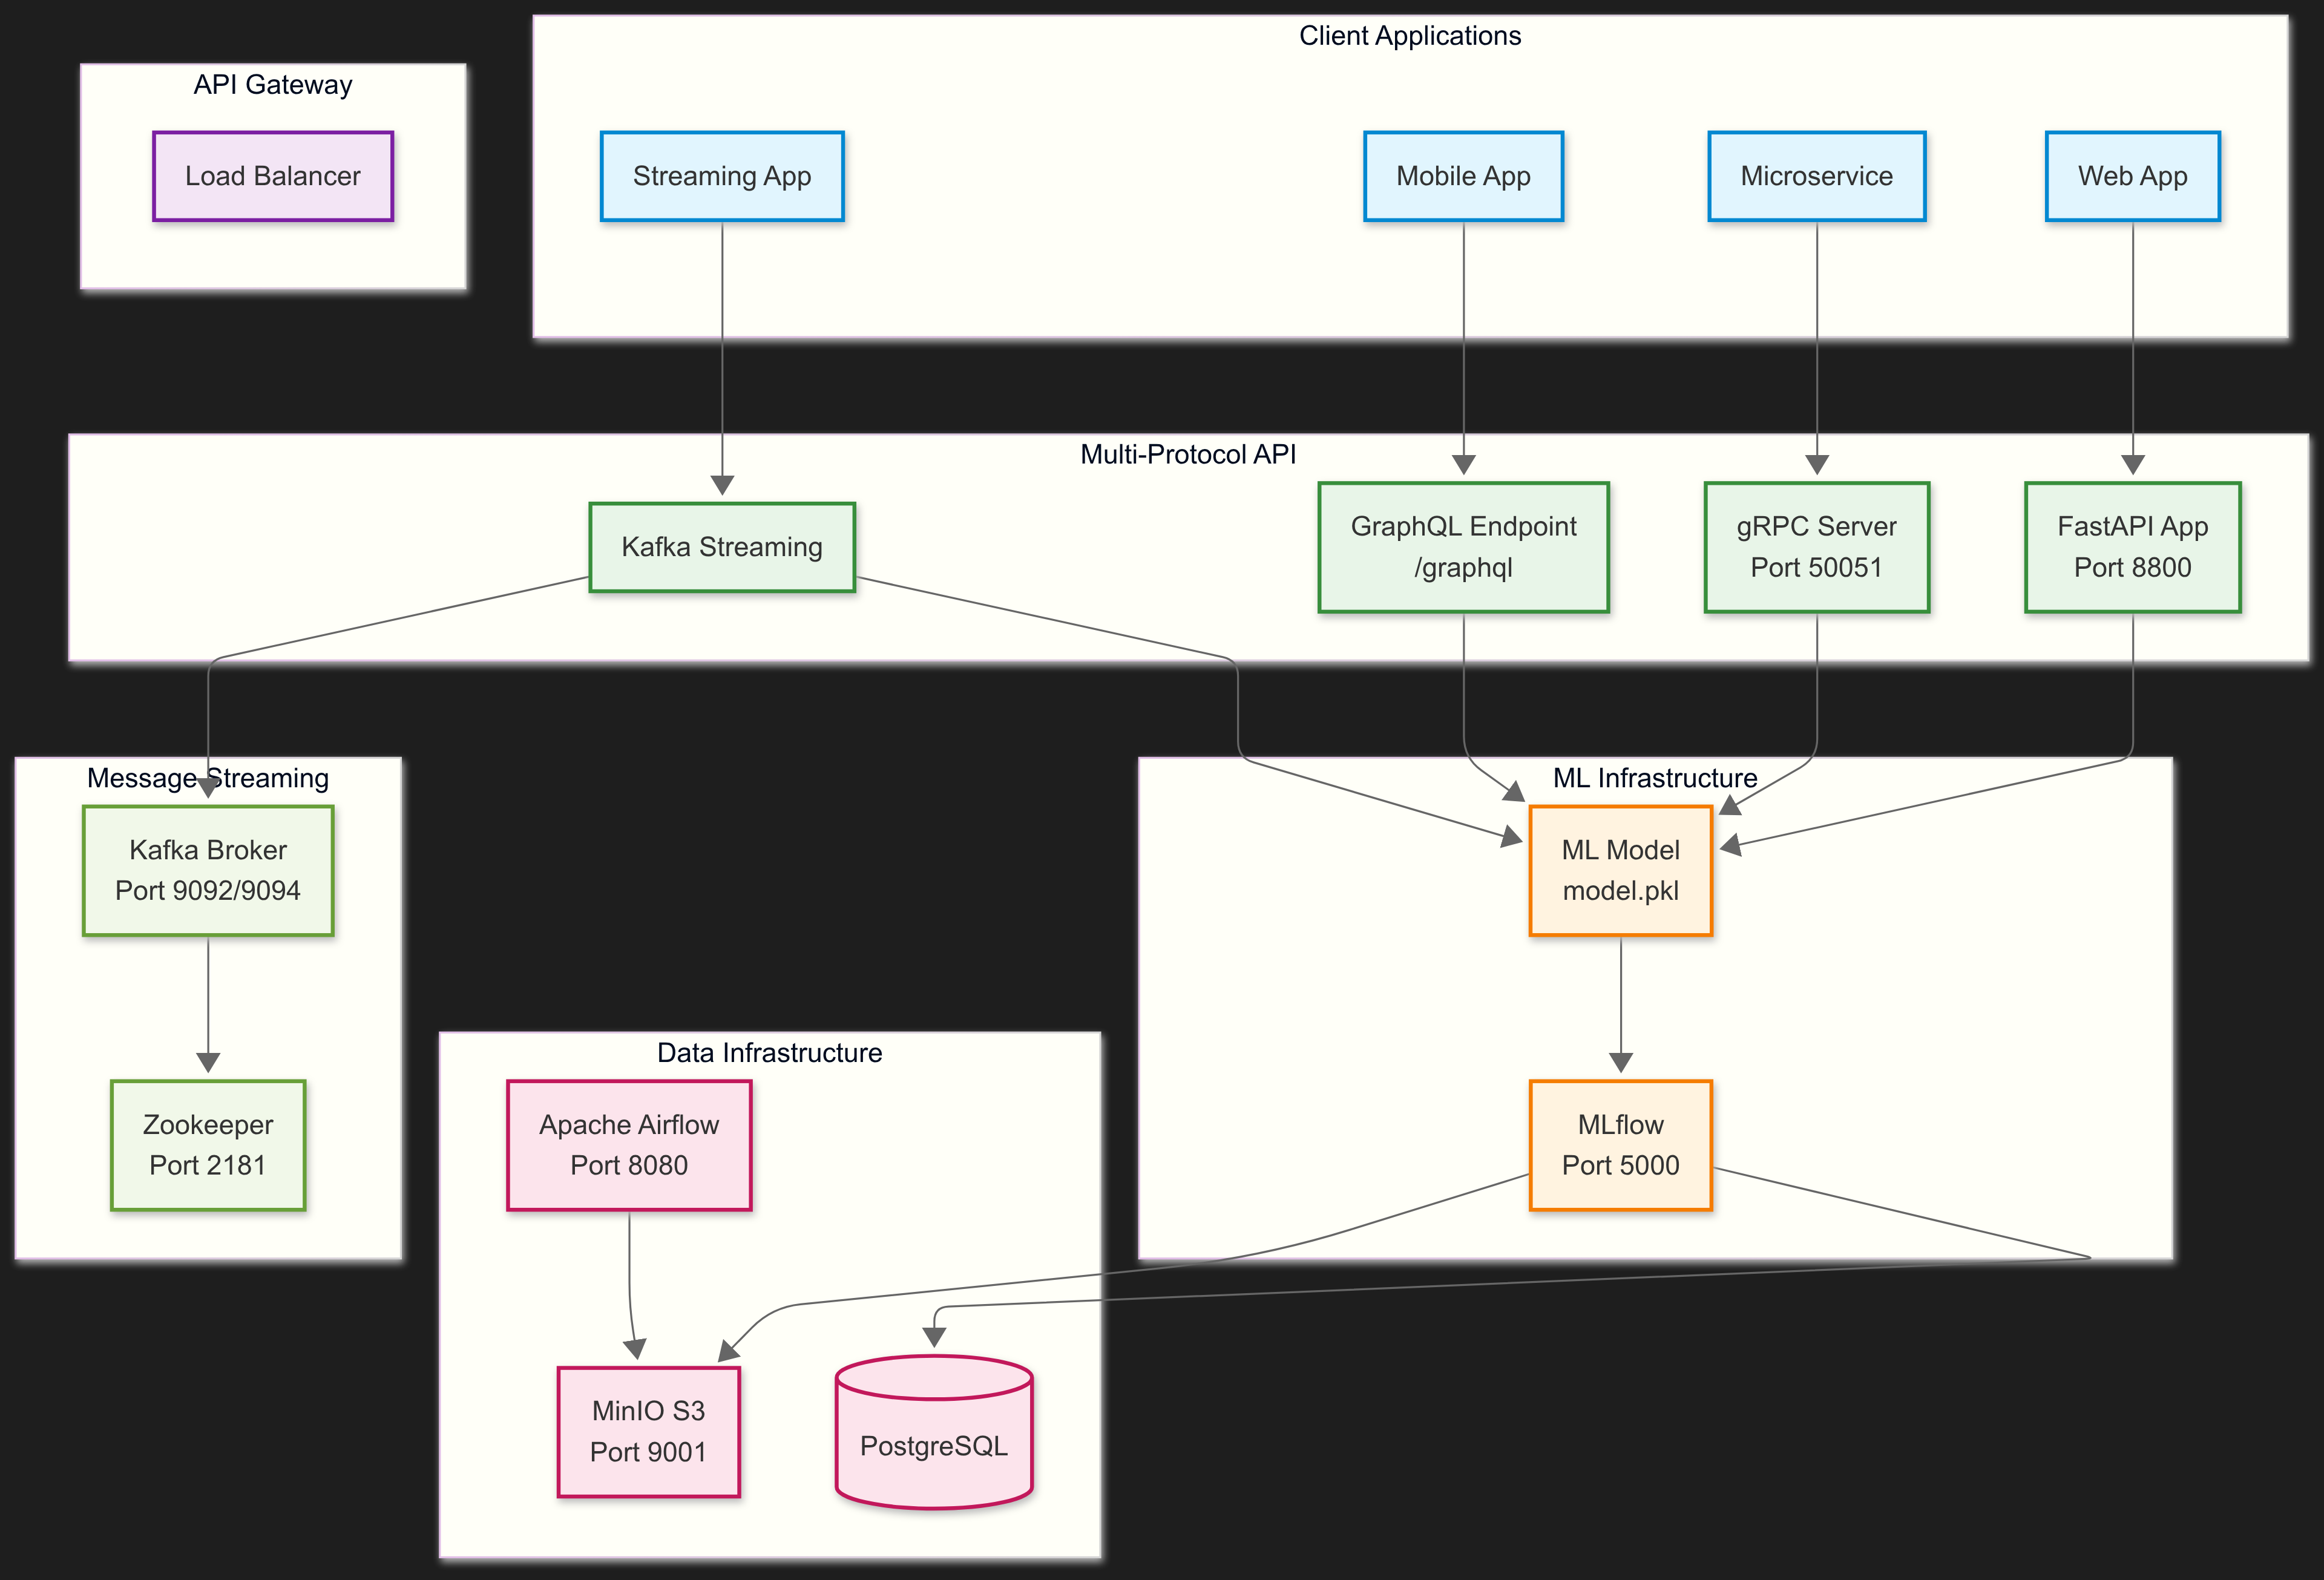 Client Applications
API Gateway
Load Balancer
Streaming App
Mobile App
Microservice
Web App
Multi-Protocol API
Kafka Streaming
GraphQL Endpoint
/graphql
gRPC Server
Port 50051
FastAPI App
Port 8800
Message Streaming
Kafka Broker
Port 9092/9094
Zookeeper
Port 2181
ML Infrastructure
ML Model
model.pkl
MLflow
Port 5000
Data Infrastructure
Apache Airflow
Port 8080
MinIO S3
Port 9001
PostgreSQL